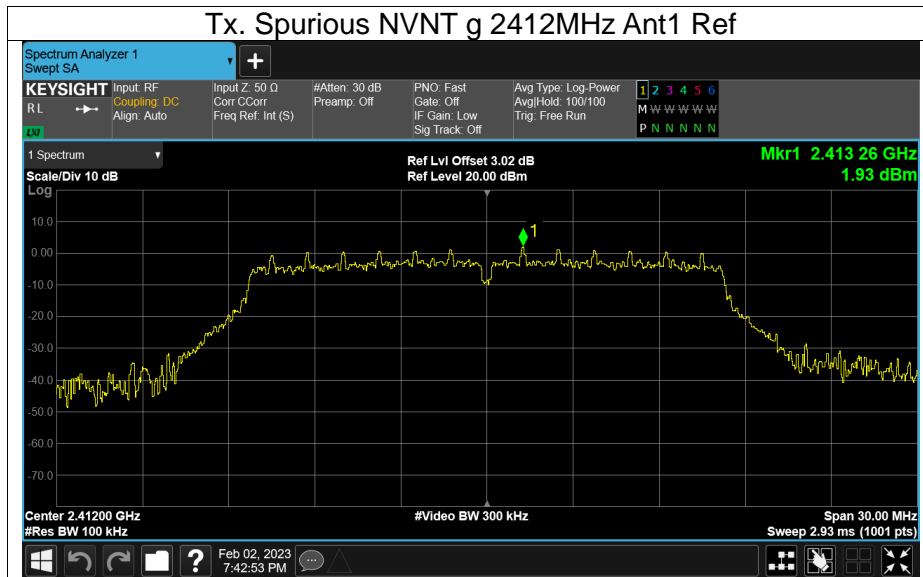 Tx. Spurious NVNT g 2412MHz Ant1 Ref
Spectrum Analyzer 1
Swept SA
+
KEYSIGHT
RL
LXI
Input: RF
Coupling: DC
Align: Auto
Input Z: 50 Ω
Corr CCorr
Freq Ref: Int (S)
#Atten: 30 dB
Preamp: Off
PNO: Fast
Gate: Off
IF Gain: Low
Sig Track: Off
Avg Type: Log-Power
Avg|Hold: 100/100
Trig: Free Run
1 2 3 4 5 6
M W W W W W
P N N N N N
1 Spectrum
Scale/Div 10 dB
Ref Lvl Offset 3.02 dB
Ref Level 20.00 dBm
Mkr1 2.413 26 GHz
1.93 dBm
Log
10.0
0.00
-10.0
-20.0
-30.0
-40.0
-50.0
-60.0
-70.0
1
Center 2.41200 GHz
#Res BW 100 kHz
#Video BW 300 kHz
Span 30.00 MHz
Sweep 2.93 ms (1001 pts)
?
Feb 02, 2023
7:42:53 PM